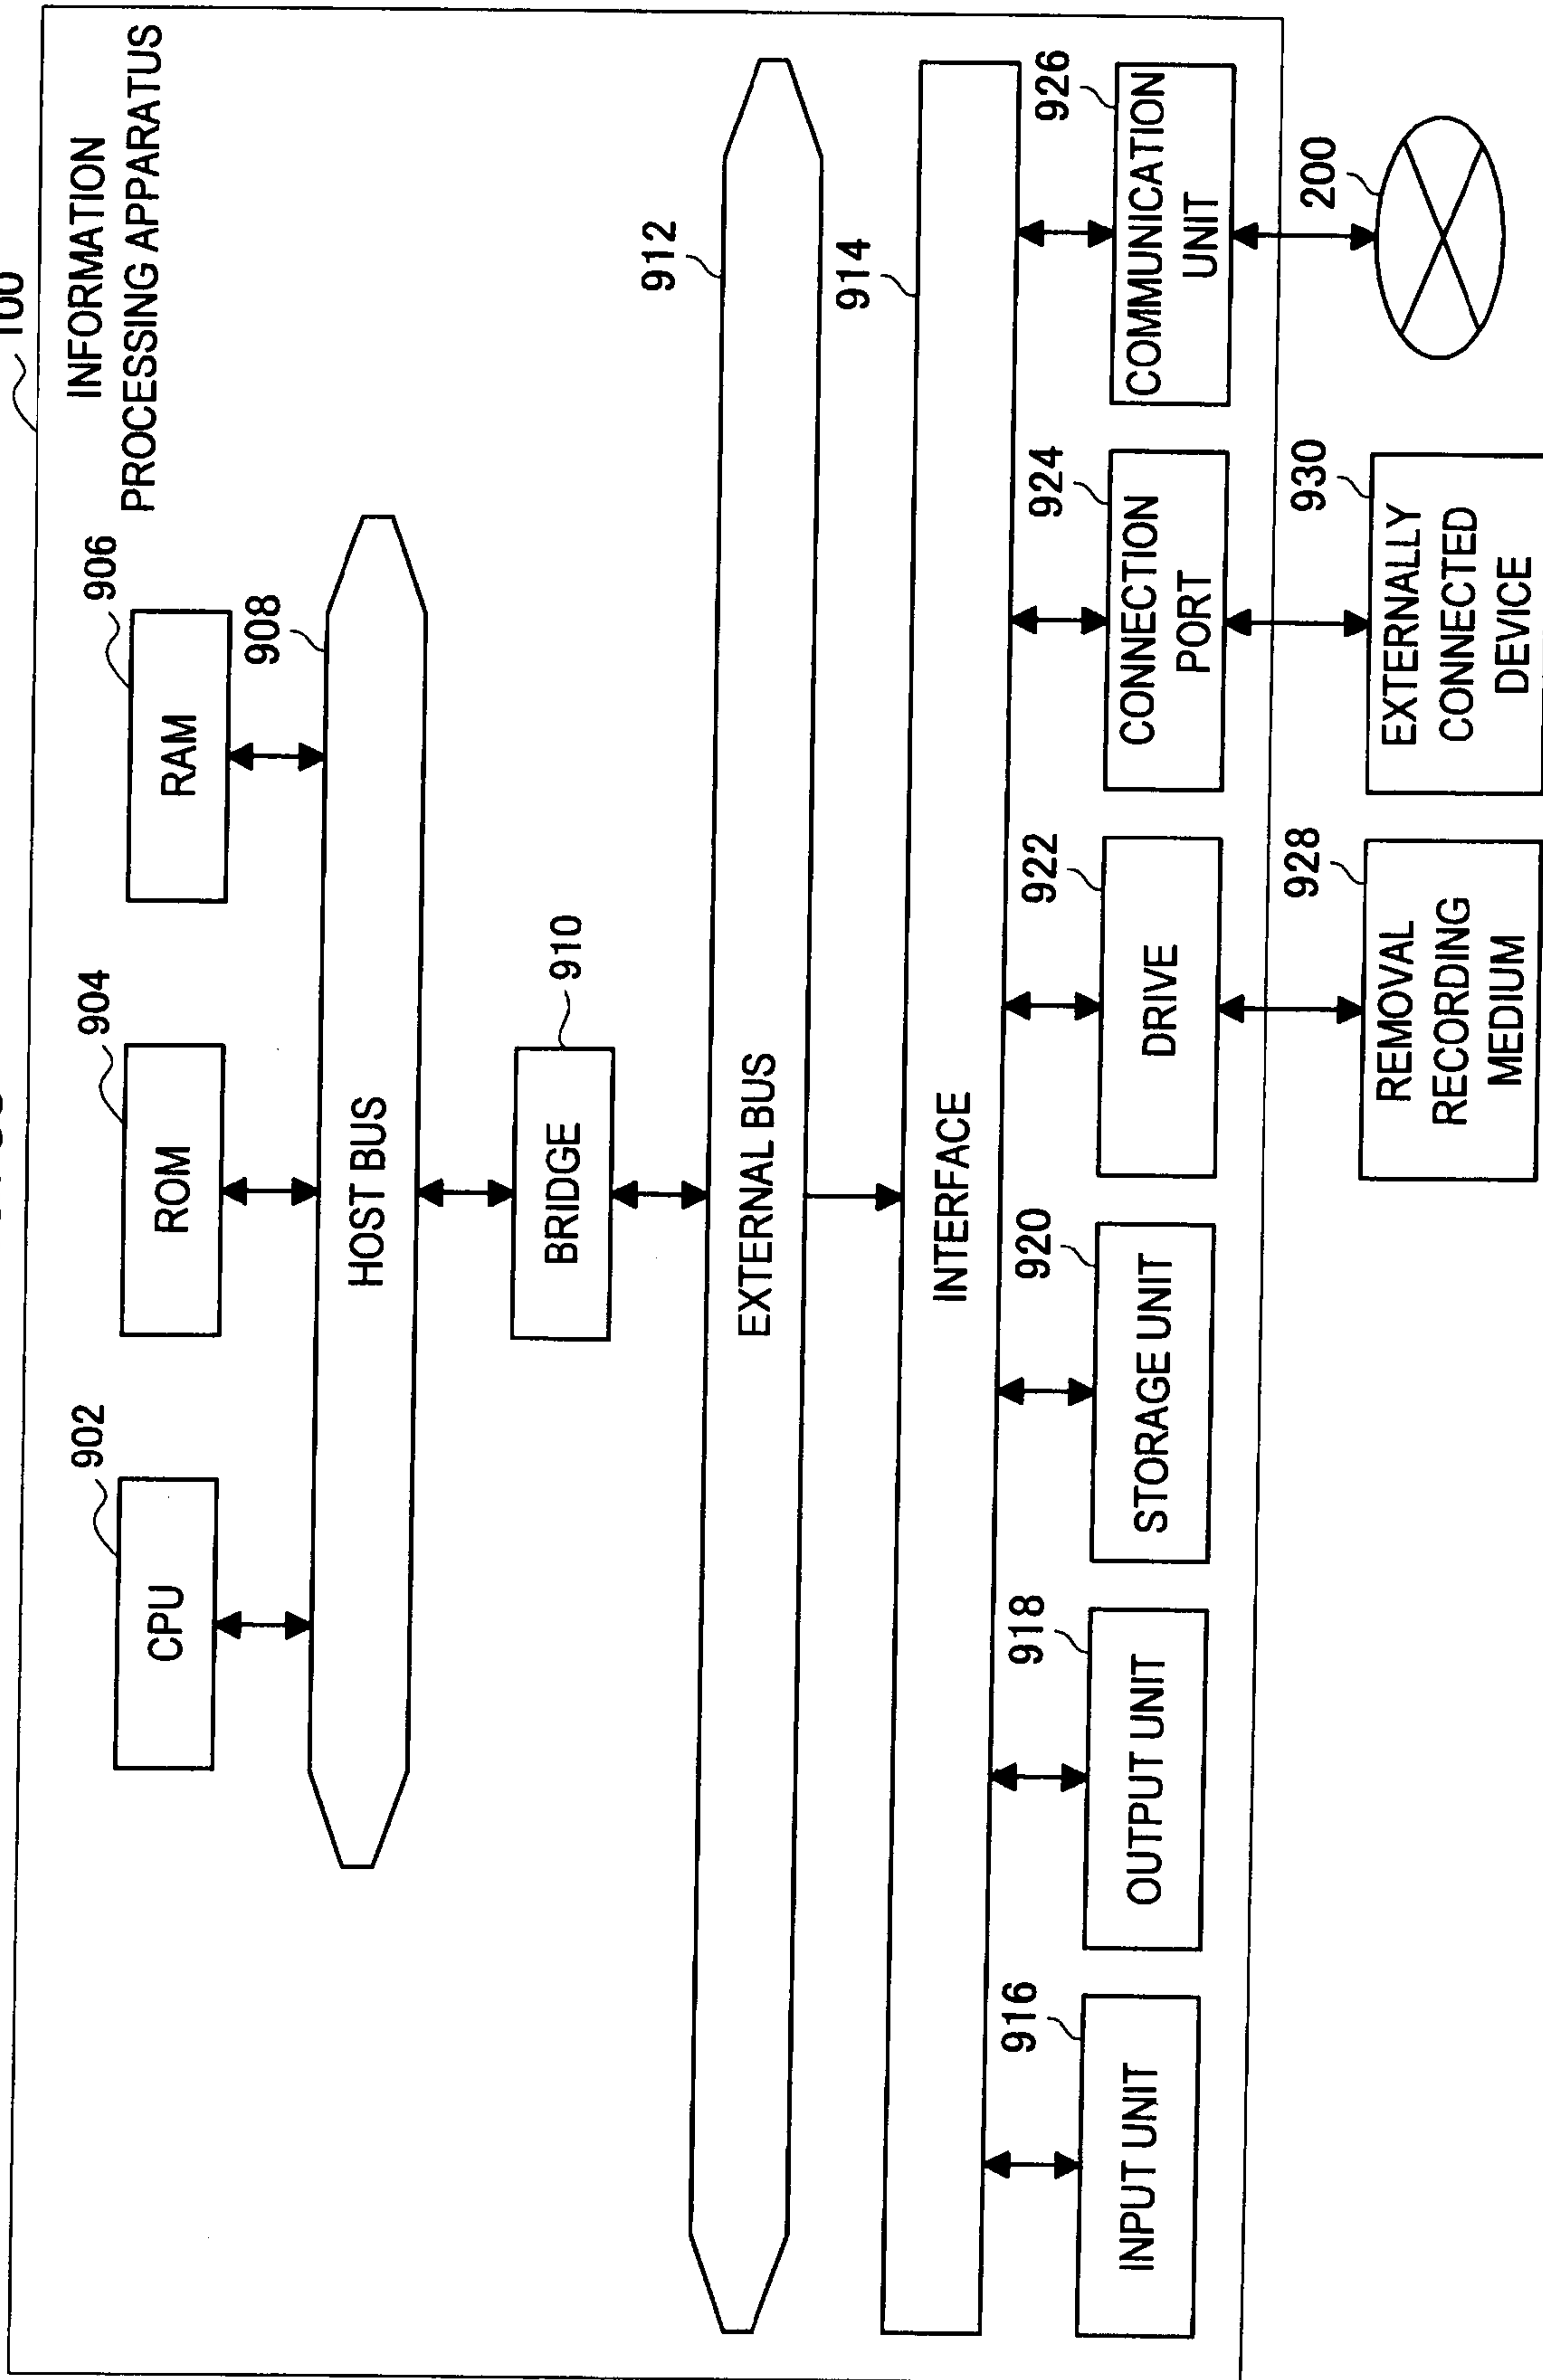 100
INFORMATION
PROCESSING APPARATUS
902
904
906
CPU
ROM
RAM
908
HOST BUS
910
BRIDGE
912
EXTERNAL BUS
914
INTERFACE
916
918
920
922
924
926
INPUT UNIT
OUTPUT UNIT
STORAGE UNIT
DRIVE
CONNECTION
PORT
COMMUNICATION
UNIT
928
930
200
REMOVAL
RECORDING
MEDIUM
EXTERNALLY
CONNECTED
DEVICE